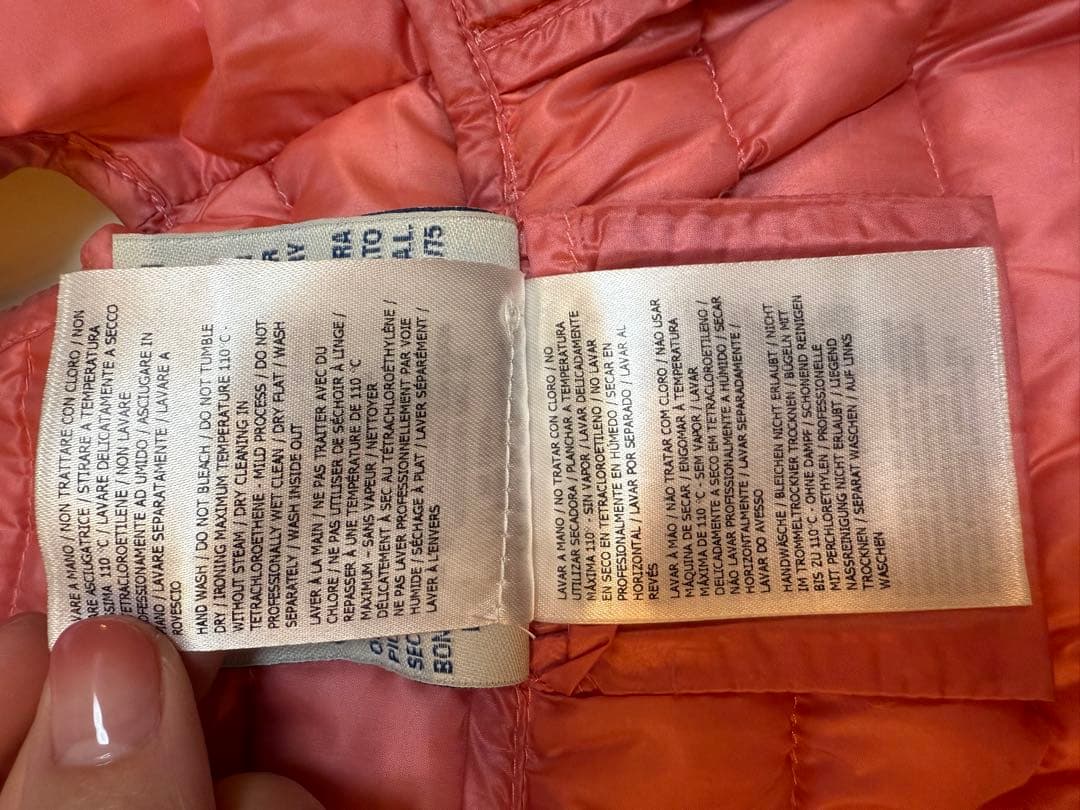 VARE A MANO / NON TRATTARE CON CLORO / NON
ARE ASCIUGATRICE / STIRARE A TEMPERATURA
SSIMA 110 °C / LAVARE DELICATAMENTE A SECCO
TETRACLOROETILENE / NON LAVARE
OFESSIONAMENTE AD UMIDO / ASCIUGARE IN
ANO / LAVARE SEPARATAMENTE / LAVARE A
ROVESCIO
HAND WASH / DO NOT BLEACH / DO NOT TUMBLE
DRY / IRONING MAXIMUM TEMPERATURE 110 C -
WITHOUT STEAM / DRY CLEANING IN
TETRACHLOROETHENE - MILD PROCESS / DO NOT
PROFESSIONALLY WET CLEAN / DRY FLAT / WASH
SEPARATELY / WASH INSIDE OUT
LAVER À LA MAIN / NE PAS TRAITER AVEC DU
CHLORE / NE PAS UTILISER DE SÉCHOIR À LINGE /
REPASSER À UNE TEMPÉRATURE DE 110 °C
MAXIMUM - SANS VAPEUR / NETTOYER
DÉLICATEMENT À SEC AU TÉTRACHLOROÉTHYLÈNE /
NE PAS LAVER PROFESSIONNELLEMENT PAR VOIE
HUMIDE / SÉCHAGE À PLAT / LAVER SÉPARÉMENT /
LAVER À L'ENVERS
RA
TO
ALL.
/75
PIU
SEC
BON
LAVAR A MANO / NO TRATAR CON CLORO / NO
UTILIZAR SECADORA / PLANCHAR A TEMPERATURA
MÁXIMA 110° - SIN VAPOR / LAVAR DELICADAMENTE
EN SECO EN TETRACLOROETILENO / NO LAVAR
PROFESIONALMENTE EN HÚMEDO / SECAR EN
HORIZONTAL / LAVAR POR SEPARADO / LAVAR AL
REVÉS
LAVAR À MAO / NÃO TRATAR COM CLORO / NAO USAR
MÁQUINA DE SECAR / ENGOMAR À TEMPERATURA
MÁXIMA DE 110 °C - SEM VAPOR / LAVAR
DELICADAMENTE A SECO EM TETRACLOROETILENO /
NÃO LAVAR PROFISSIONALMENTE A HÚMIDO / SECAR
HORIZONTALMENTE / LAVAR SEPARADAMENTE /
LAVAR DO AVESSO
HANDWÄSCHE / BLEICHEN NICHT ERLAUBT / NICHT
IM TROMMELTROCKNER TROCKNEN / BÜGELN MIT
BIS ZU 110°C - OHNE DAMPF / SCHONEND REINIGEN
MIT PERCHLORETHYLEN / PROFESSIONELLE
NASSREINIGUNG NICHT ERLAUBT / LIEGEND
TROCKNEN / SEPARAT WASCHEN / AUF LINKS
WASCHEN